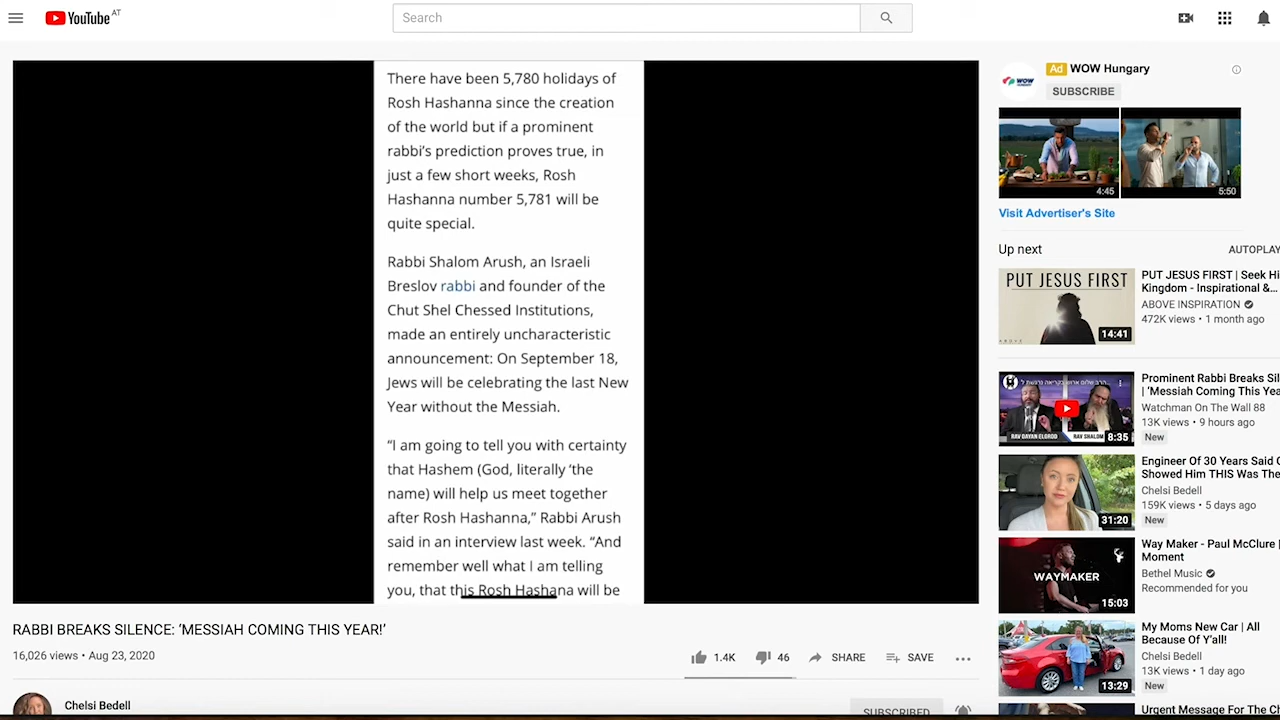 YouTube AT
Search
There have been 5,780 holidays of
Rosh Hashanna since the creation
of the world but if a prominent
rabbi's prediction proves true, in
just a few short weeks, Rosh
Hashanna number 5,781 will be
quite special.
Rabbi Shalom Arush, an Israeli
Breslov rabbi and founder of the
Chut Shel Chessed Institutions,
made an entirely uncharacteristic
announcement: On September 18,
Jews will be celebrating the last New
Year without the Messiah.
“I am going to tell you with certainty
that Hashem (God, literally ‘the
name) will help us meet together
after Rosh Hashanna,” Rabbi Arush
said in an interview last week. “And
remember well what I am telling
you, that this Rosh Hashana will be
RABBI BREAKS SILENCE: ‘MESSIAH COMING THIS YEAR!’
16,026 views • Aug 23, 2020
1.4K
46
SHARE
SAVE
Chelsi Bedell
SUBSCRIBED
Ad WOW Hungary
SUBSCRIBE
WOW
4:45
5:50
Visit Advertiser's Site
Up next
AUTOPLAY
PUT JESUS FIRST
14:41
PUT JESUS FIRST | Seek Hi
Kingdom - Inspirational &...
ABOVE INSPIRATION
472K views • 1 month ago
RAV DAYAN ELGROD
RAV SHALOM
8:35
Prominent Rabbi Breaks Sil
| ‘Messiah Coming This Yea
Watchman On The Wall 88
13K views • 9 hours ago
New
31:20
Engineer Of 30 Years Said G
Showed Him THIS Was The
Chelsi Bedell
159K views • 5 days ago
New
WAYMAKER
15:03
Way Maker - Paul McClure |
Moment
Bethel Music
Recommended for you
13:29
My Moms New Car | All
Because Of Y'all!
Chelsi Bedell
13K views • 1 day ago
New
Urgent Message For The Ch